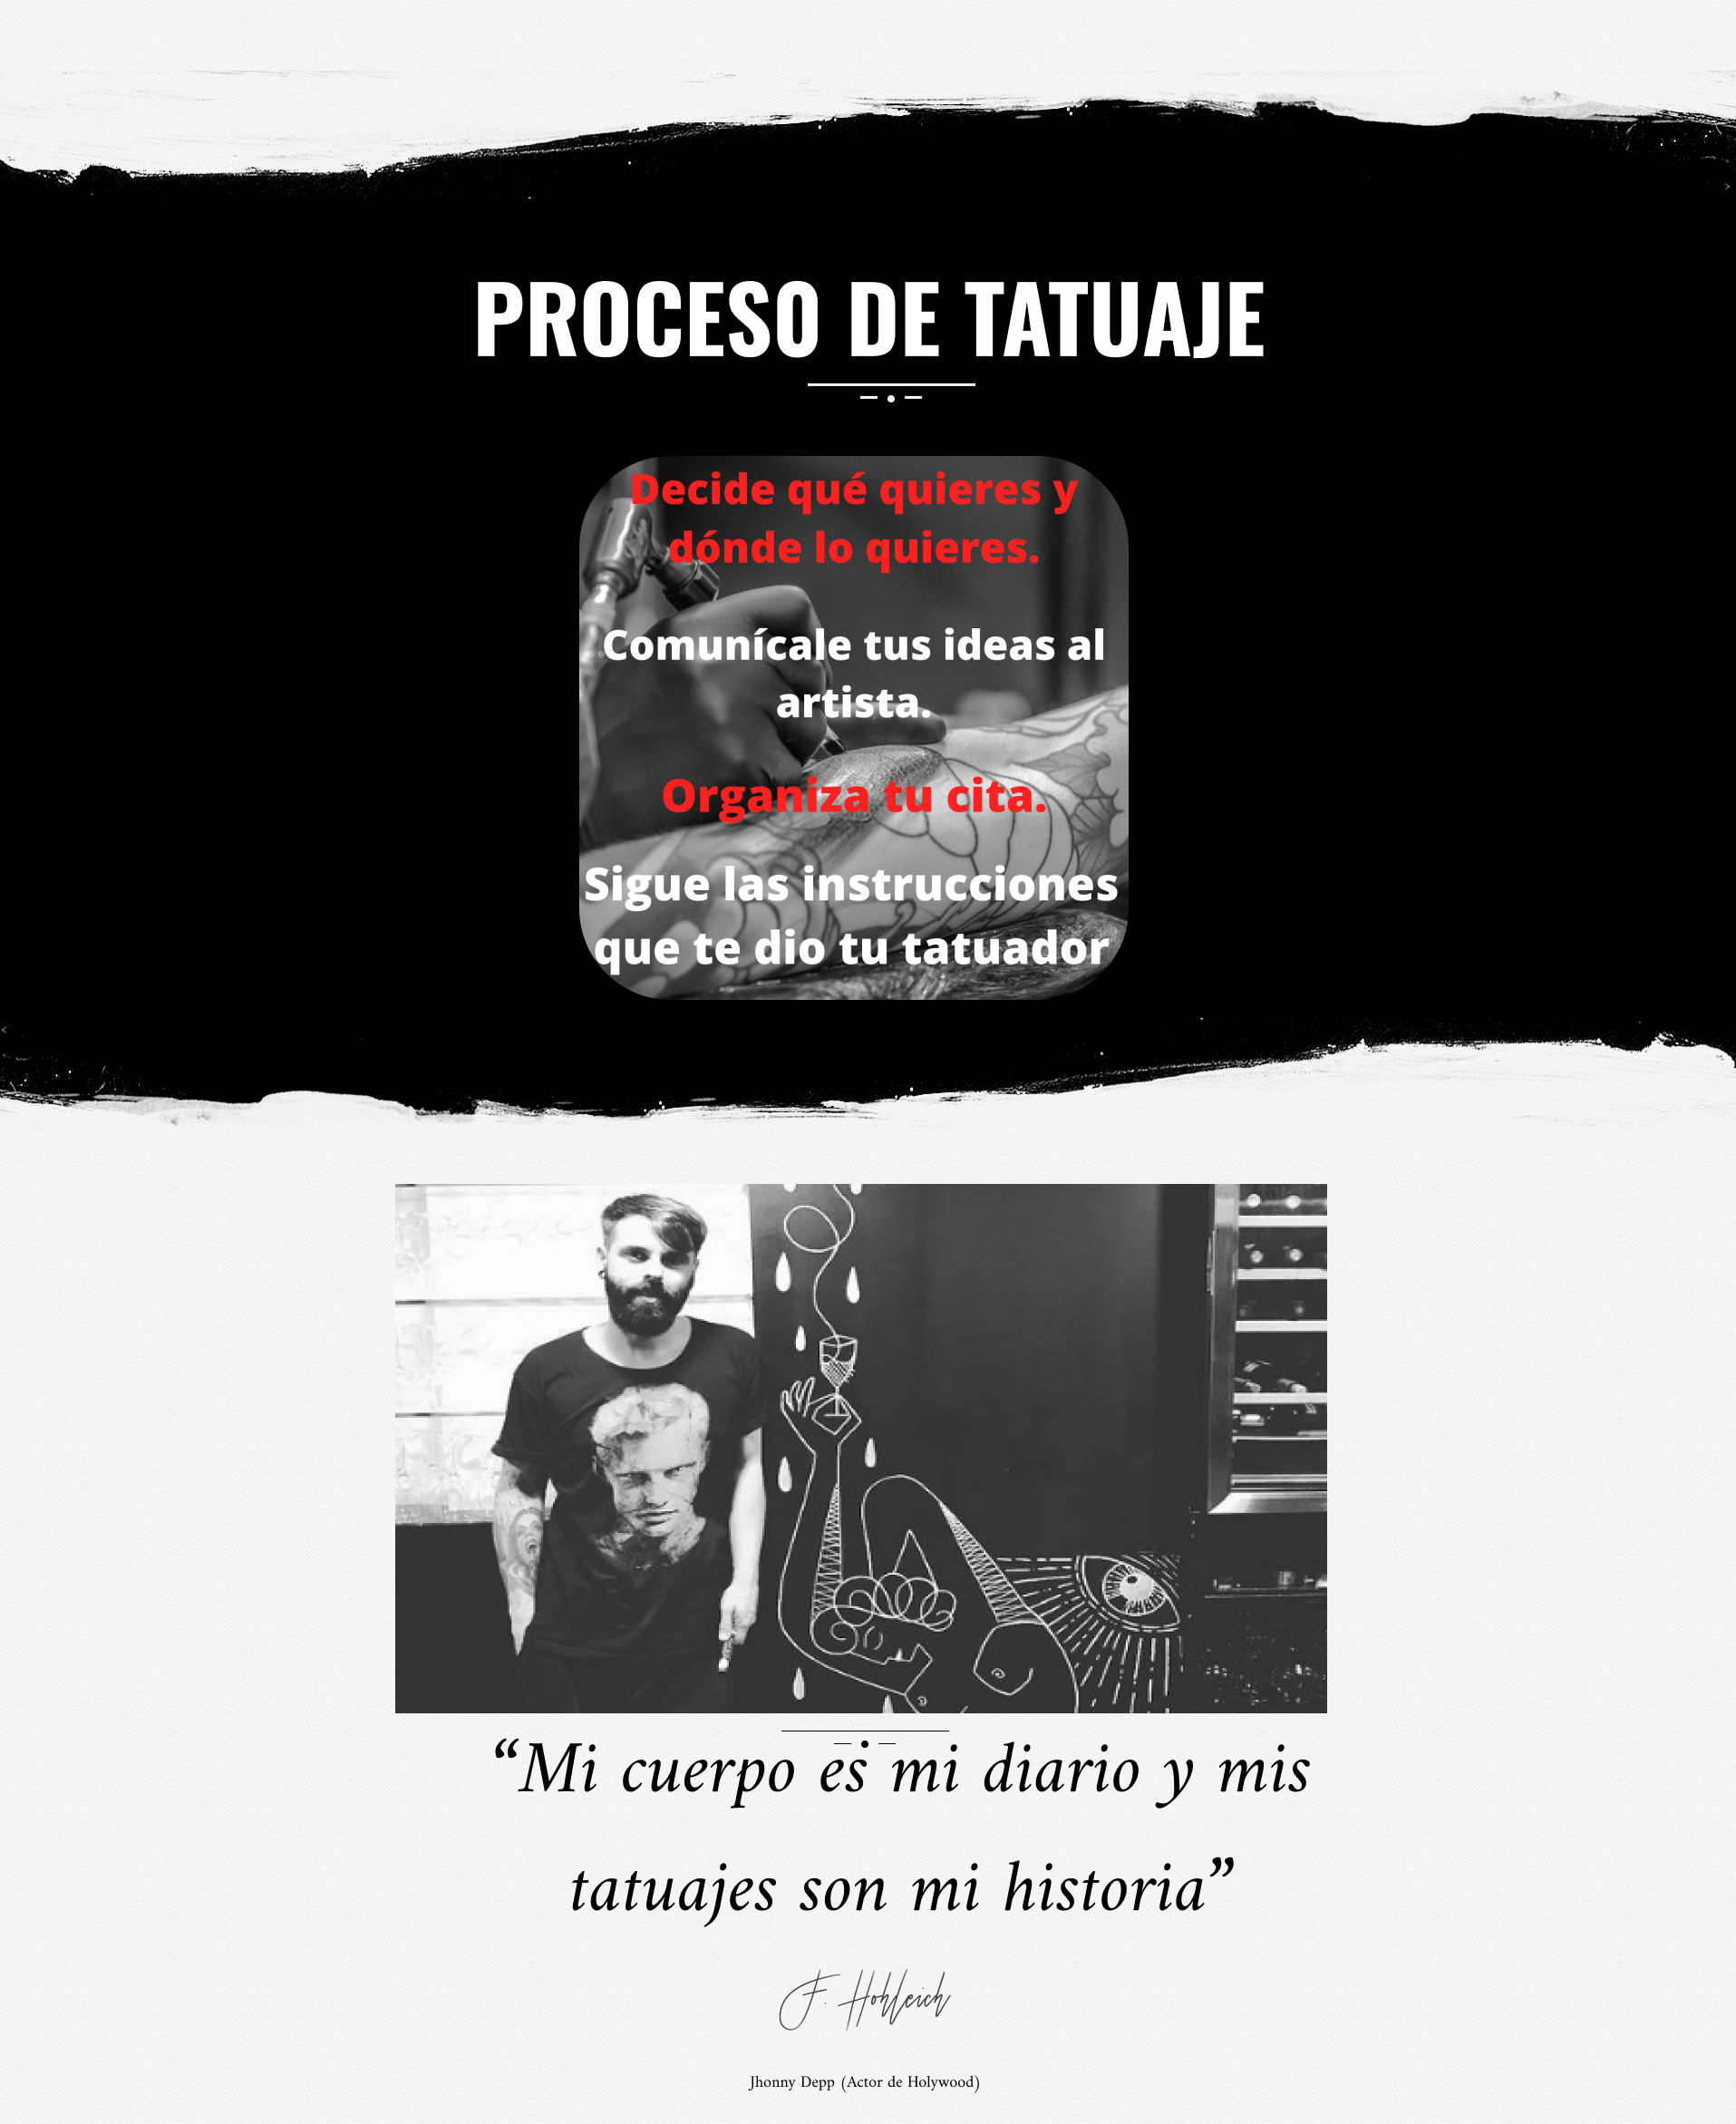 PROCESO DE TATUAJE
Decide qué quieres y
dónde lo quieres.
Comunícale tus ideas al
artista.
Organiza tu cita.
Sigue las instrucciones
que te dio tu tatuador
“Mi cuerpo es mi diario y mis
tatuajes son mi historia”
F. Hohleich
Jhonny Depp (Actor de Holywood)